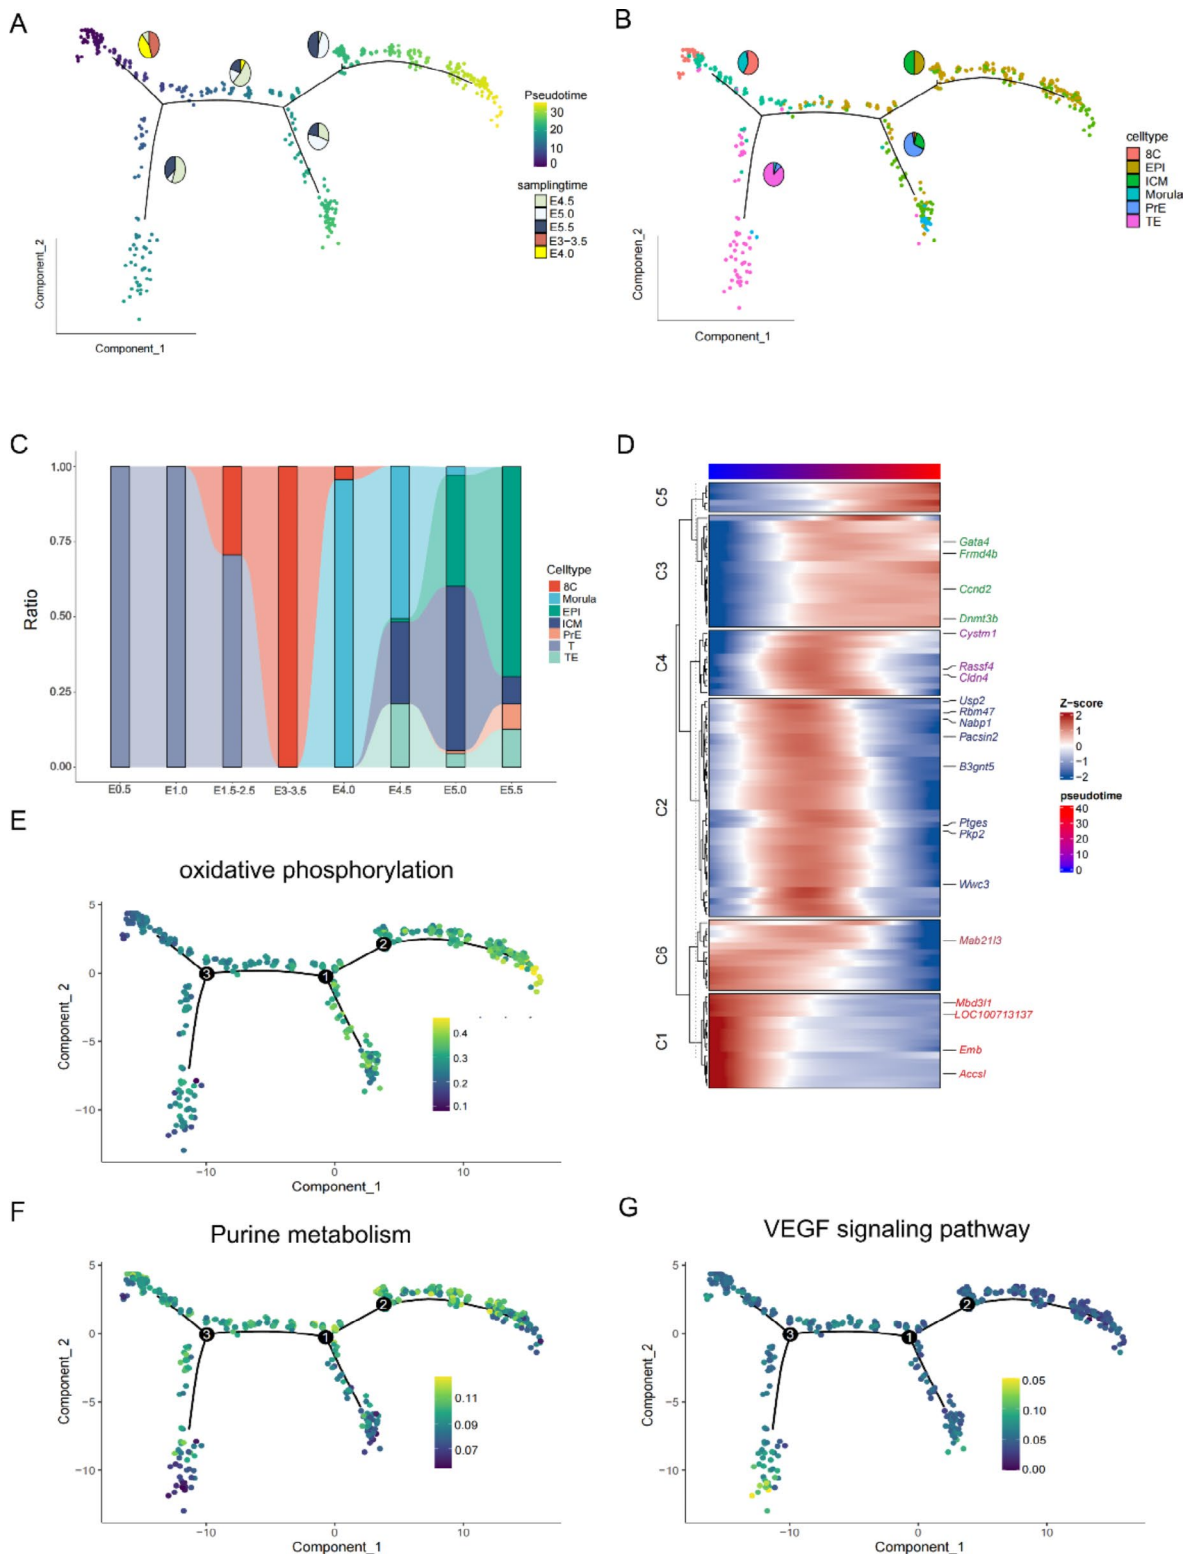 A
Pseudotime
30
20
10
0
samplingtime
E4.5
E5.0
E5.5
E3-3.5
E4.0
Component_2
Component_1
B
celltype
8C
EPI
ICM
Morula
PrE
TE
Componen_2
Component_1
C
Ratio
1.00
0.75
0.50
0.25
0.00
E0.5 E1.0 E1.5-2.5 E3-3.5 E4.0 E4.5 E5.0 E5.5
Celltype
8C
Morula
EPI
ICM
PrE
T
TE
D
C5
C3
C4
C2
C6
C1
Gata4
Frmd4b
Ccnd2
Dnmt3b
Cystm1
Rassf4
Cldn4
Usp2
Rbm47
Nabp1
Pacsin2
B3gnt5
Ptges
Pkp2
Wwc3
Mab21l3
Mbd3l1
LOC100713137
Emb
Accsl
Z-score
2
1
0
−1
−2
pseudotime
40
30
20
10
0
E
oxidative phosphorylation
Component_2
5
0
−5
−10
3
1
2
0.4
0.3
0.2
0.1
−10 0 10
Component_1
F
Purine metabolism
Component_2
5
0
−5
−10
3
1
2
0.11
0.09
0.07
−10 0 10
Component_1
G
VEGF signaling pathway
Component_2
5
0
−5
−10
3
1
2
0.05
0.10
0.05
0.00
−10 0 10
Component_1